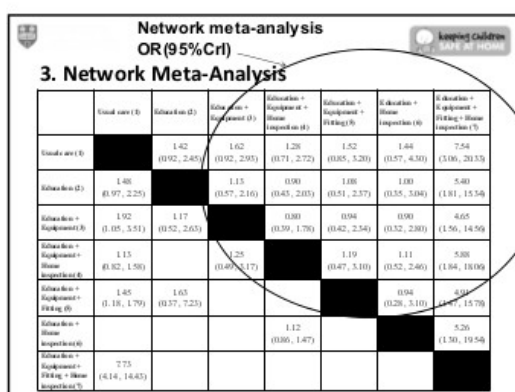 Network meta-analysis
OR(95%CrI)
keeping children
SAFE AT HOME
3. Network Meta-Analysis
Usual care (1)
Education (2)
Education +
Equipment (3)
Education +
Equipment +
Home
inspection (4)
Education +
Equipment +
Fitting (5)
Education +
Home
inspection (6)
Education +
Equipment +
Fitting + Home
inspection (7)
Usual care (1)
1.42
(0.92, 2.45)
1.62
(0.92, 2.93)
1.28
(0.71, 2.72)
1.52
(0.85, 3.20)
1.44
(0.57, 4.30)
7.54
(3.06, 20.33)
Education (2)
1.48
(0.97, 2.25)
1.13
(0.57, 2.16)
0.90
(0.43, 2.03)
1.08
(0.51, 2.37)
1.00
(0.35, 3.04)
5.40
(1.81, 15.34)
Education +
Equipment (3)
1.92
(1.05, 3.51)
1.17
(0.52, 2.63)
0.80
(0.39, 1.78)
0.94
(0.42, 2.34)
0.90
(0.32, 2.80)
4.65
(1.56, 14.56)
Education +
Equipment +
Home
inspection (4)
1.13
(0.82, 1.58)
1.25
(0.49, 3.17)
1.19
(0.47, 3.10)
1.11
(0.52, 2.46)
5.88
(1.84, 18.06)
Education +
Equipment +
Fitting (5)
1.45
(1.18, 1.79)
1.63
(0.37, 7.23)
0.94
(0.28, 3.10)
4.91
Education +
Home
inspection (6)
1.12
(0.86, 1.47)
5.26
(1.30, 19.54)
Education +
Equipment +
Fitting + Home
inspection (7)
7.73
(4.14, 14.43)